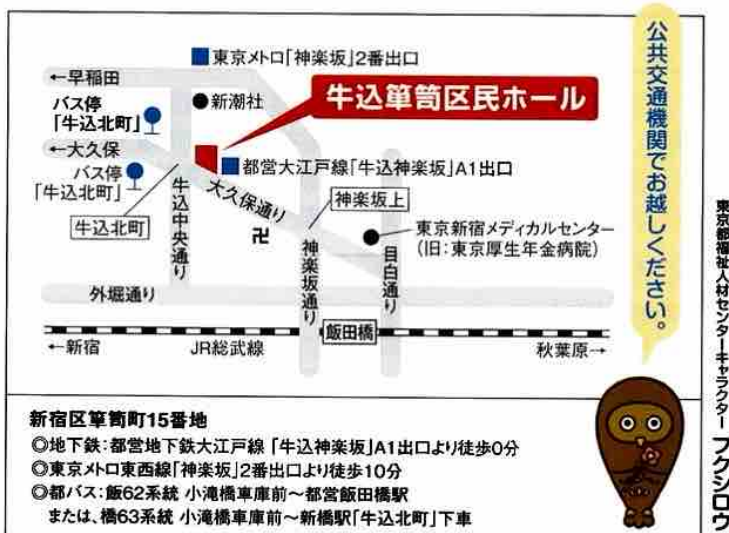 東京メトロ「神楽坂」2番出口
←早稲田
●新潮社
牛込箪笥区民ホール
バス停
「牛込北町」
←大久保
都営大江戸線「牛込神楽坂」A1出口
バス停
「牛込北町」
大久保通り
神楽坂上
牛込北町
牛込中央通り
卍
東京新宿メディカルセンター
(旧:東京厚生年金病院)
神楽坂通り
目白通り
外堀通り
飯田橋
←新宿
JR総武線
秋葉原→
公共交通機関でお越しください。
東京都福祉人材センターキャラクター フクシロウ
新宿区箪笥町15番地
◎地下鉄:都営地下鉄大江戸線 「牛込神楽坂」A1出口より徒歩0分
◎東京メトロ東西線「神楽坂」2番出口より徒歩10分
◎都バス:飯62系統 小滝橋車庫前~都営飯田橋駅
または、橋63系統 小滝橋車庫前~新橋駅「牛込北町」下車